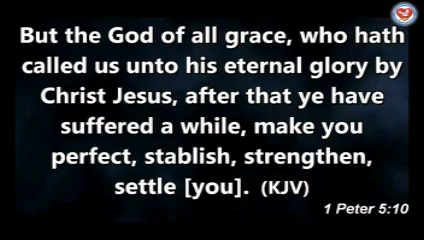 But the God of all grace, who hath
called us unto his eternal glory by
Christ Jesus, after that ye have
suffered a while, make you
perfect, stablish, strengthen,
settle [you]. (KJV)
1 Peter 5:10